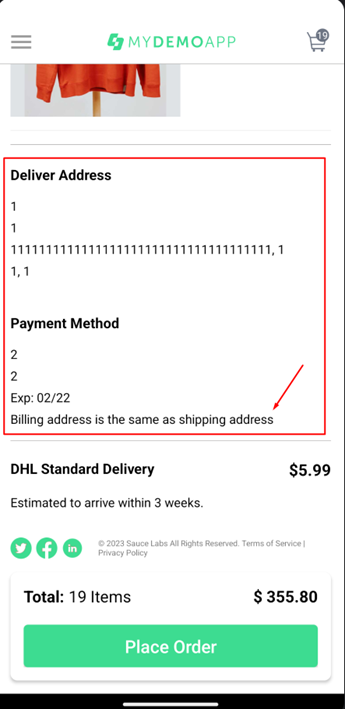 MYDEMOAPP
19
Deliver Address
1
1
1111111111111111111111111111111111111, 1
1, 1
Payment Method
2
2
Exp: 02/22
Billing address is the same as shipping address
DHL Standard Delivery $5.99
Estimated to arrive within 3 weeks.
© 2023 Sauce Labs All Rights Reserved. Terms of Service |
Privacy Policy
Total: 19 Items $ 355.80
Place Order